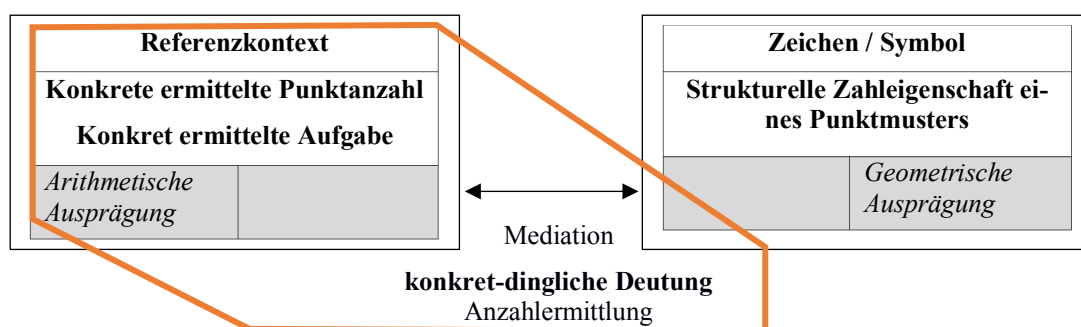 Referenzkontext
Konkrete ermittelte Punktanzahl
Konkret ermittelte Aufgabe
Arithmetische
Ausprägung
Zeichen / Symbol
Strukturelle Zahleigenschaft ei-
nes Punktmusters
Geometrische
Ausprägung
Mediation
konkret-dingliche Deutung
Anzahlermittlung